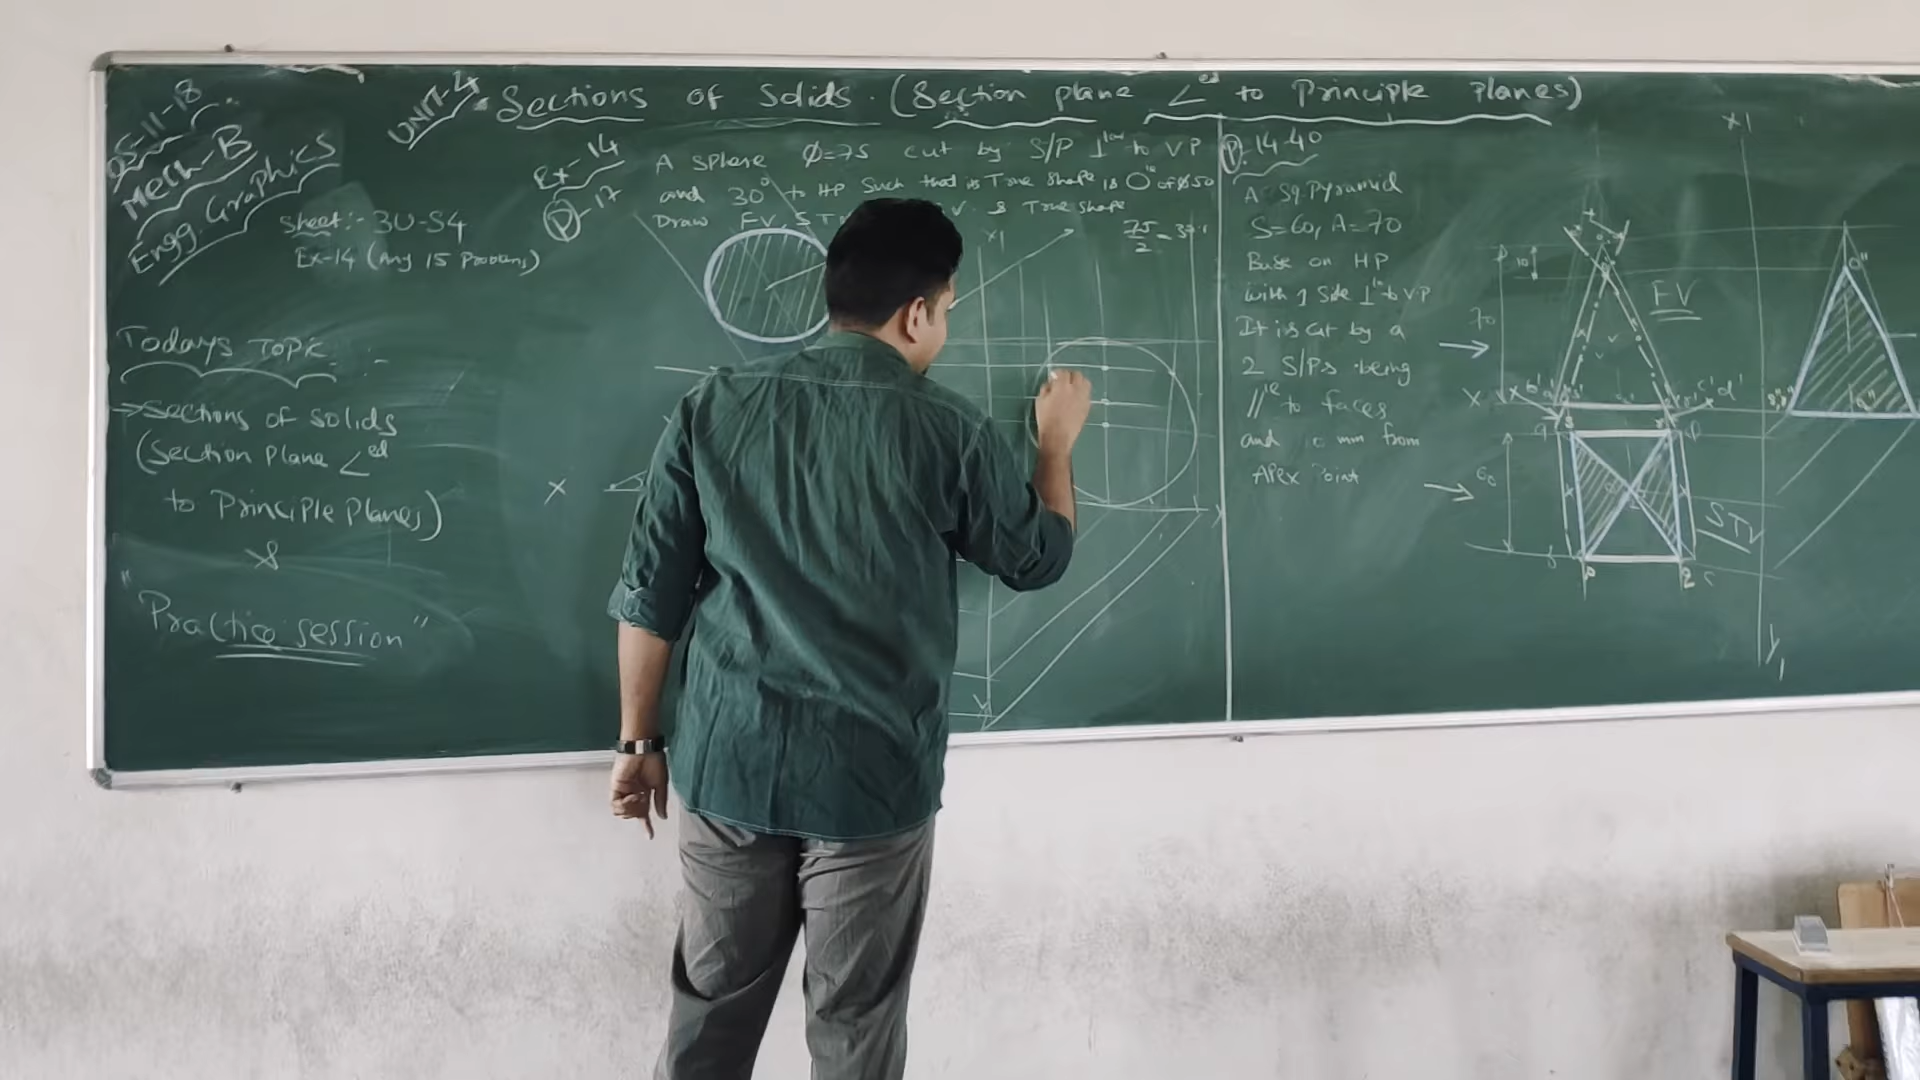 05-11-18
Mech-B
Engg. Graphics
Sheet:- 30-S4
Ex-14 (Any 15 Problems)
Todays Topic :-
→ Sections of solids
(Section plane ∠ed
to Principle Planes)
&
"Practice session"
UNIT-4
Sections of Solids. (Section plane ∠ed to Principle planes)
Ex-14
P-17
A Sphere Ø=75 cut by S/P ⊥lar to VP
and 30° to HP Such that its True Shape is of Ø50
Draw FV, ST V. & True Shape
75/2
X1
X
P-14-40
A Sq. Pyramid
S=60, A=70
Base on HP
with 1 Side ⊥ to VP
It is cut by a
2 S/Ps being
// to faces
and 0 mm from
Apex Point
10
70
FV
X
60
STV
X1
Y1
o"